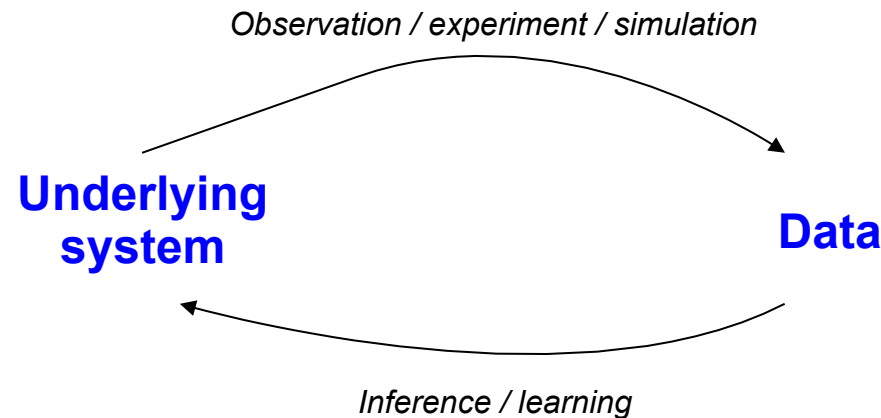 Observation / experiment / simulation
Underlying
system
Data
Inference / learning